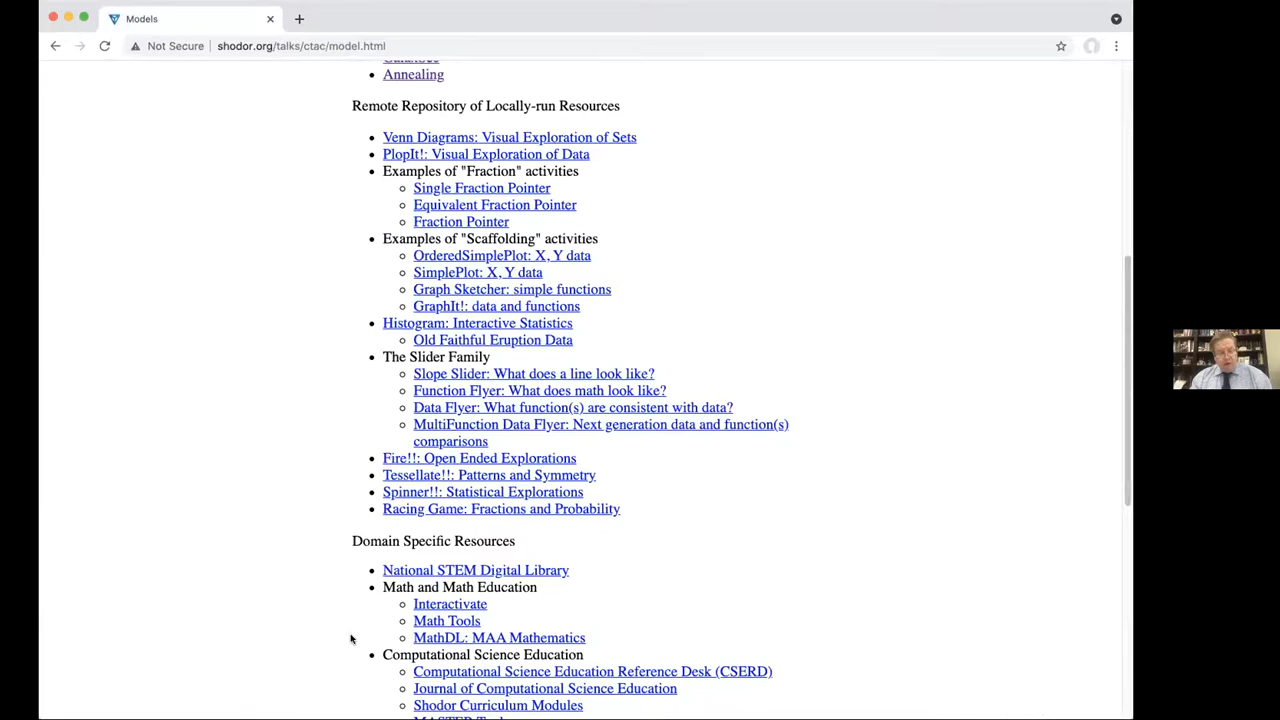 Models
Not Secure
shodor.org/talks/ctac/model.html
Annealing
Remote Repository of Locally-run Resources
Venn Diagrams: Visual Exploration of Sets
PlopIt!: Visual Exploration of Data
Examples of "Fraction" activities
Single Fraction Pointer
Equivalent Fraction Pointer
Fraction Pointer
Examples of "Scaffolding" activities
OrderedSimplePlot: X, Y data
SimplePlot: X, Y data
Graph Sketcher: simple functions
GraphIt!: data and functions
Histogram: Interactive Statistics
Old Faithful Eruption Data
The Slider Family
Slope Slider: What does a line look like?
Function Flyer: What does math look like?
Data Flyer: What function(s) are consistent with data?
MultiFunction Data Flyer: Next generation data and function(s)
comparisons
Fire!!: Open Ended Explorations
Tessellate!!: Patterns and Symmetry
Spinner!!: Statistical Explorations
Racing Game: Fractions and Probability
Domain Specific Resources
National STEM Digital Library
Math and Math Education
Interactivate
Math Tools
MathDL: MAA Mathematics
Computational Science Education
Computational Science Education Reference Desk (CSERD)
Journal of Computational Science Education
Shodor Curriculum Modules